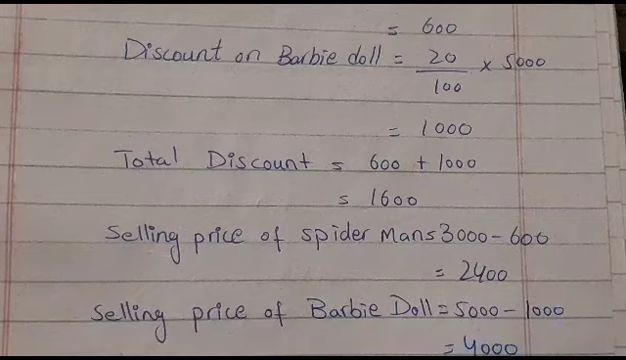 = 600
Discount on Barbie doll = 20/100 × 5000
= 1000
Total Discount = 600 + 1000
= 1600
Selling price of spider man = 3000 - 600
= 2400
Selling price of Barbie Doll = 5000 - 1000
= 4000